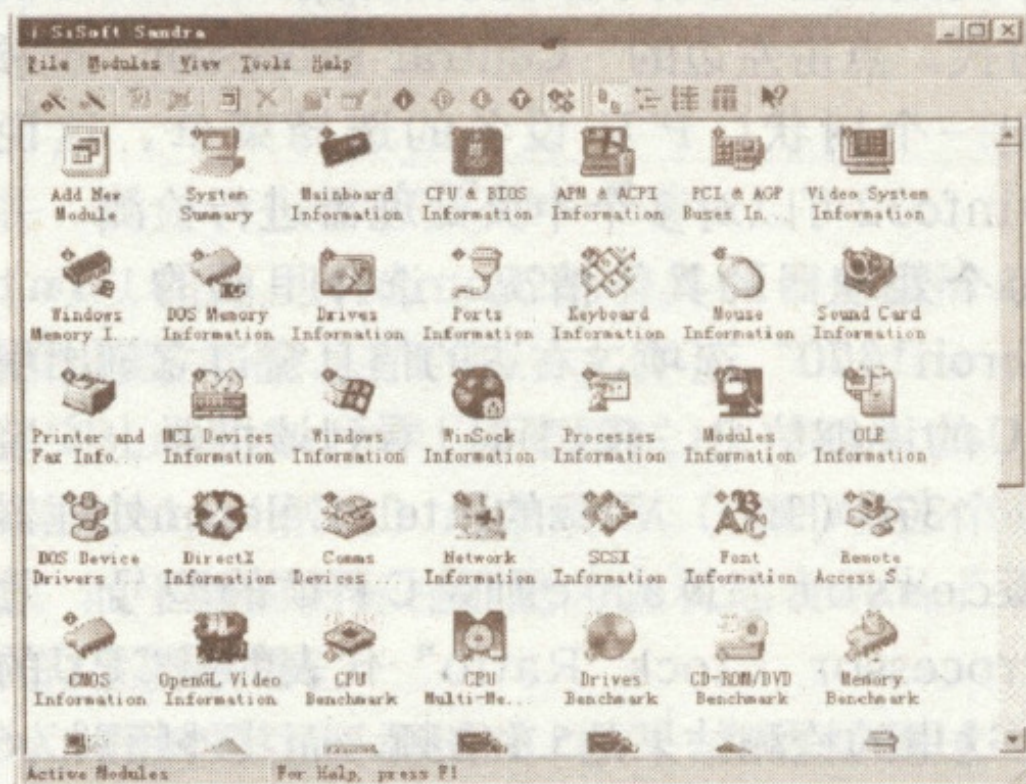 SiSoft Sandra
File Modules View Tools Help
Add New Module
System Summary
Mainboard Information
CPU & BIOS Information
APM & ACPI Information
PCI & AGP Buses In...
Video System Information
Windows Memory I...
DOS Memory Information
Drives Information
Ports Information
Keyboard Information
Mouse Information
Sound Card Information
Printer and Fax Info...
MCI Devices Information
Windows Information
WinSock Information
Processes Information
Modules Information
OLE Information
DOS Device Drivers
DirectX Information
Comms Devices ...
Network Information
SCSI Information
Font Information
Remote Access S...
CMOS Information
OpenGL Video Information
CPU Benchmark
CPU Multi-Me...
Drives Benchmark
CD-ROM/DVD Benchmark
Memory Benchmark
Active Modules
For Help, press F1